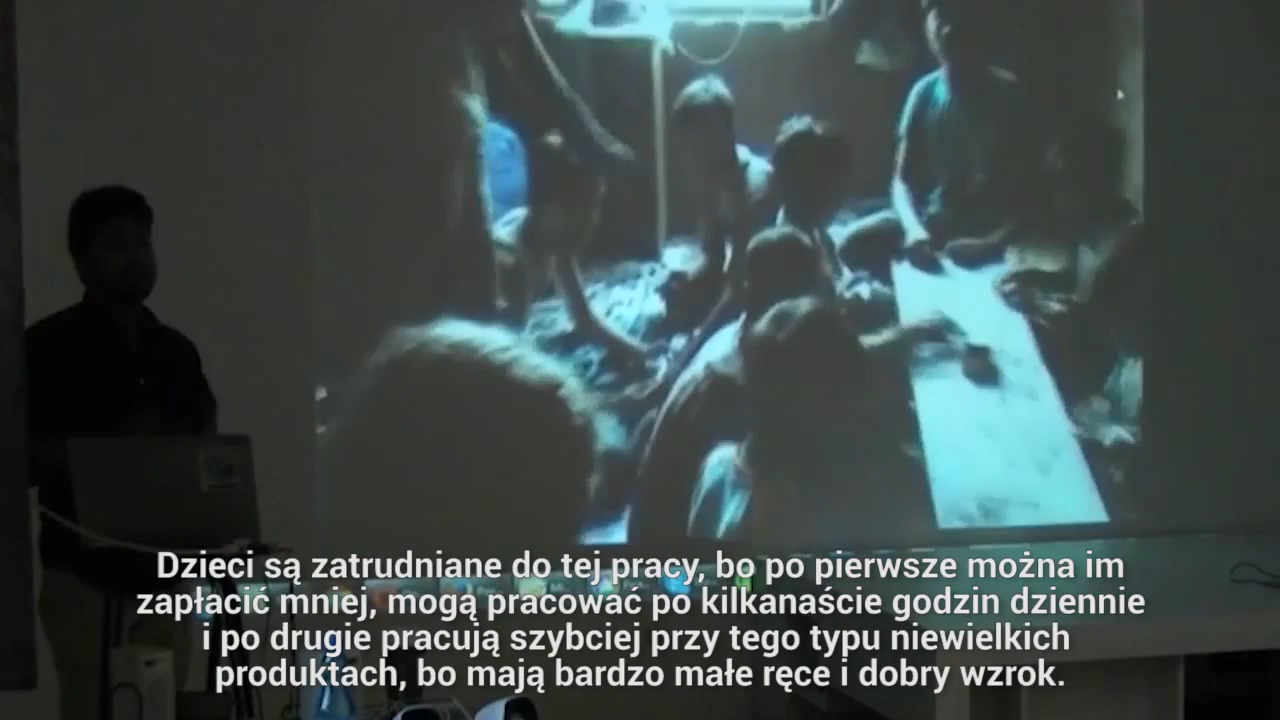 Dzieci są zatrudniane do tej pracy, bo po pierwsze można im
zapłacić mniej, mogą pracować po kilkanaście godzin dziennie
i po drugie pracują szybciej przy tego typu niewielkich
produktach, bo mają bardzo małe ręce i dobry wzrok.